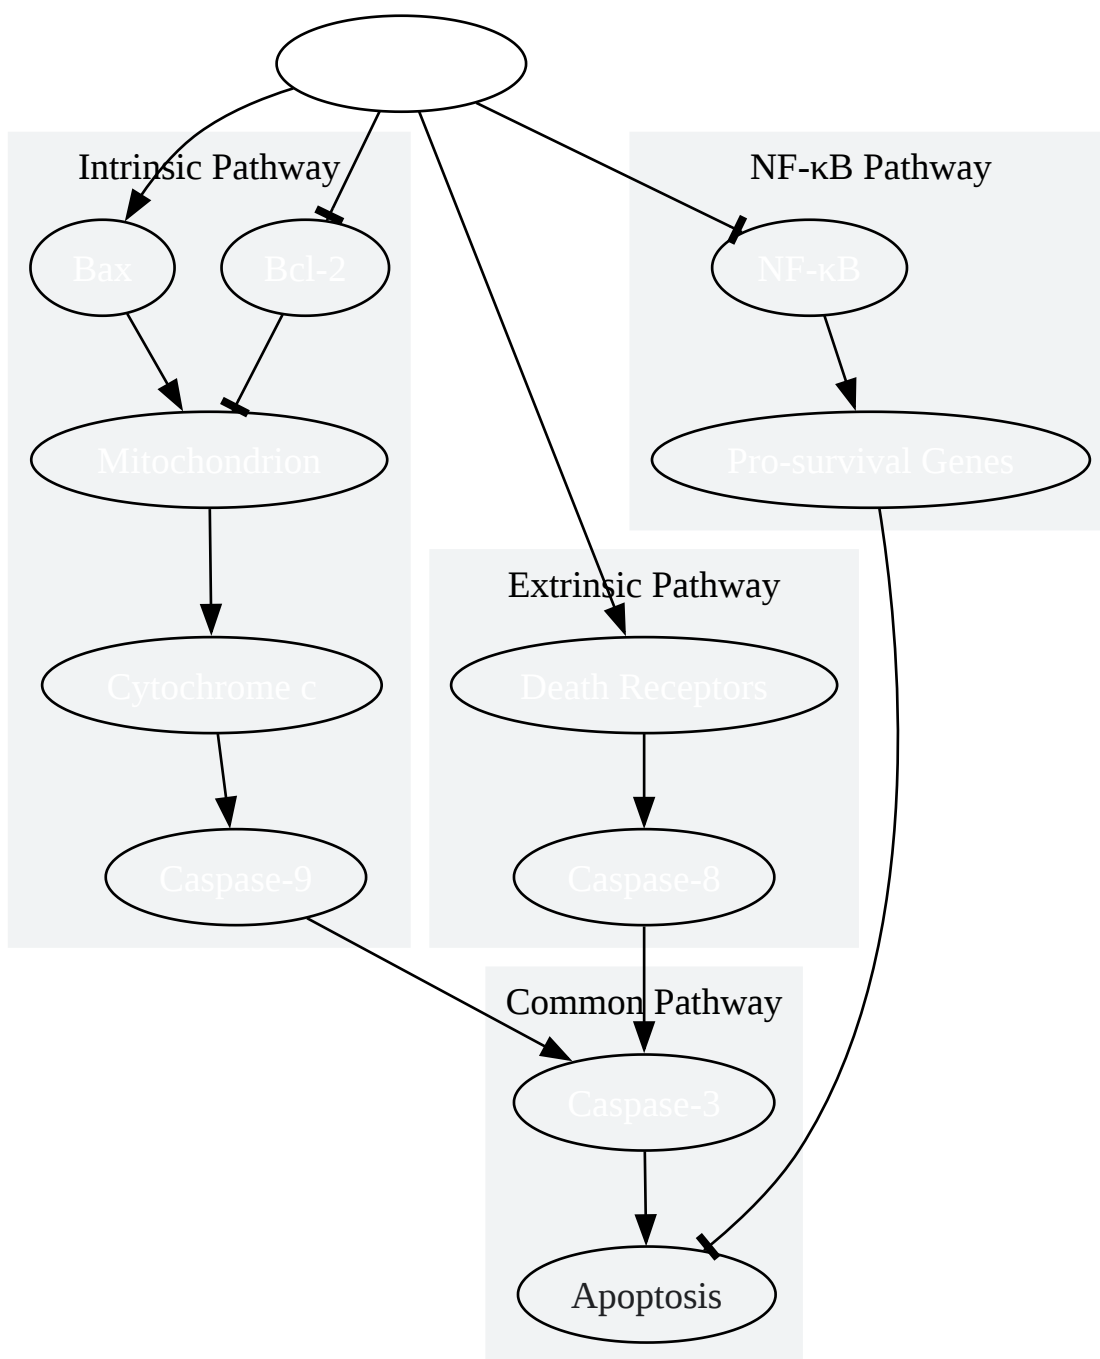 Intrinsic Pathway
NF-κB Pathway
Bax
Bcl-2
NF-κB
Mitochondrion
Pro-survival Genes
Extrinsic Pathway
Cytochrome c
Death Receptors
Caspase-9
Caspase-8
Common Pathway
Caspase-3
Apoptosis